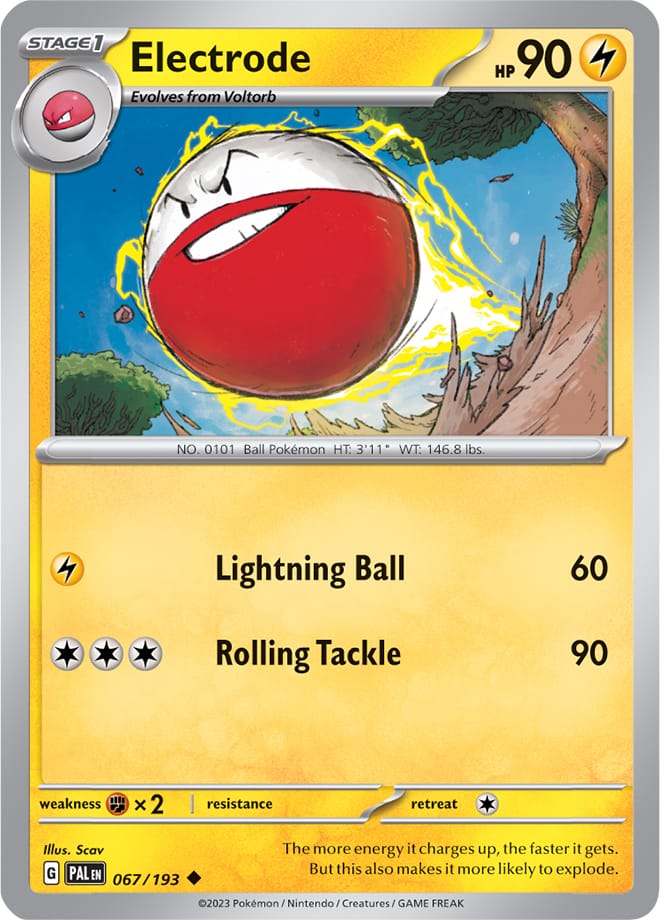 STAGE1
Electrode
HP 90
Evolves from Voltorb
NO. 0101 Ball Pokémon HT: 3'11" WT: 146.8 lbs.
Lightning Ball 60
Rolling Tackle 90
weakness ×2 resistance retreat
Illus. Scav
The more energy it charges up, the faster it gets.
But this also makes it more likely to explode.
G PAL EN 067/193
©2023 Pokémon / Nintendo / Creatures / GAME FREAK